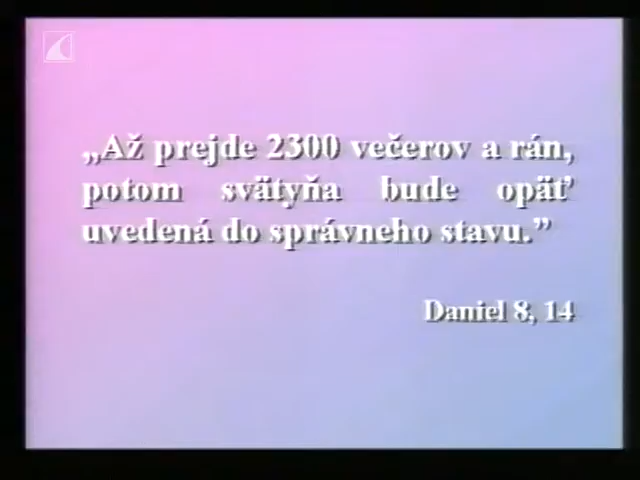 „Až prejde 2300 večerov a rán,
potom svätyňa bude opäť
uvedená do správneho stavu.”
Daniel 8, 14